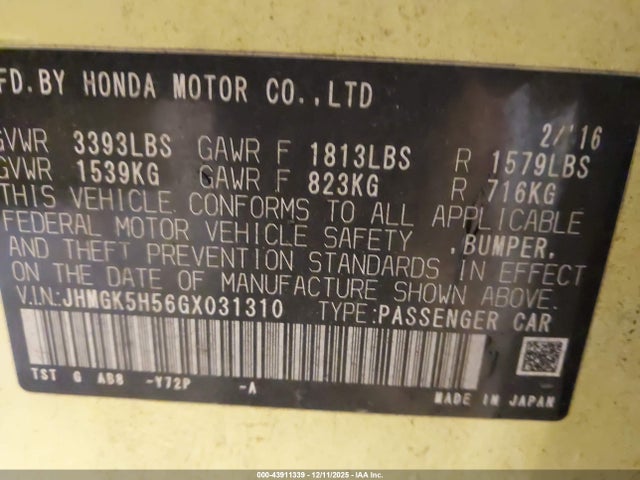 FD.BY HONDA MOTOR CO.,LTD
2/'16
GVWR 3393LBS GAWR F 1813LBS R 1579LBS
GVWR 1539KG GAWR F 823KG R 716KG
THIS VEHICLE CONFORMS TO ALL APPLICABLE
FEDERAL MOTOR VEHICLE SAFETY , BUMPER,
AND THEFT PREVENTION STANDARDS IN EFFECT
ON THE DATE OF MANUFACTURE SHOWN ABOVE.
V.I.N.:JHMGK5H56GX031310 TYPE:PASSENGER CAR
TST G AB8 -Y72P -A
MADE IN JAPAN
000-43911339 - 12/11/2025 - IAA Inc.